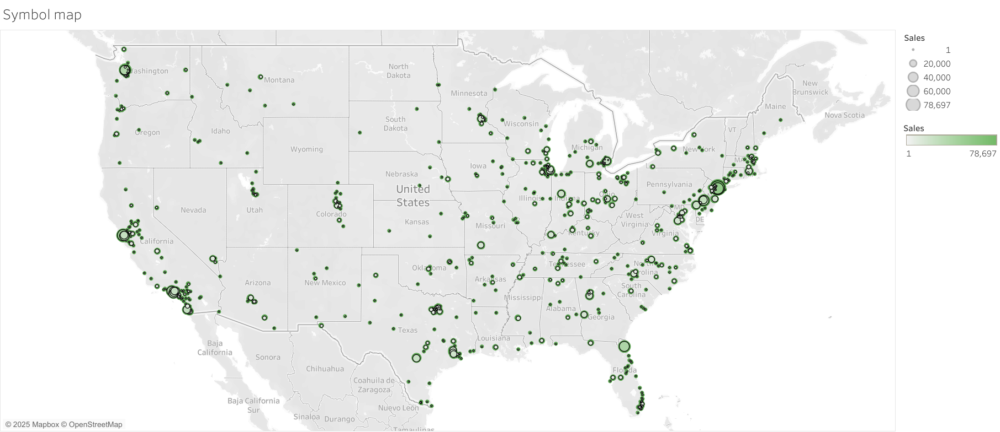 Symbol map
Washington
Montana
North
Dakota
Minnesota
New
Brunswick
Maine
Nova Scotia
Oregon
Idaho
South
Dakota
Wisconsin
VT
Wyoming
Michigan
New York
MA
Iowa
Nebraska
Pennsylvania
United
States
Illinois
Indiana
Ohio
Nevada
Utah
Colorado
MD
DE
West
Virginia
Kansas
Missouri
Kentucky
Virginia
California
Tennessee
North
Carolina
Oklahoma
Arkansas
Arizona
New Mexico
South
Carolina
Mississippi
Alabama
Georgia
Texas
Louisiana
Baja
California
Sonora
Chihuahua
Florida
Coahuila de
Zaragoza
Baja California
Sur
Nuevo León
Sinaloa
Durango
Tamaulipas
© 2025 Mapbox © OpenStreetMap
Sales
1
20,000
40,000
60,000
78,697
Sales
1 78,697